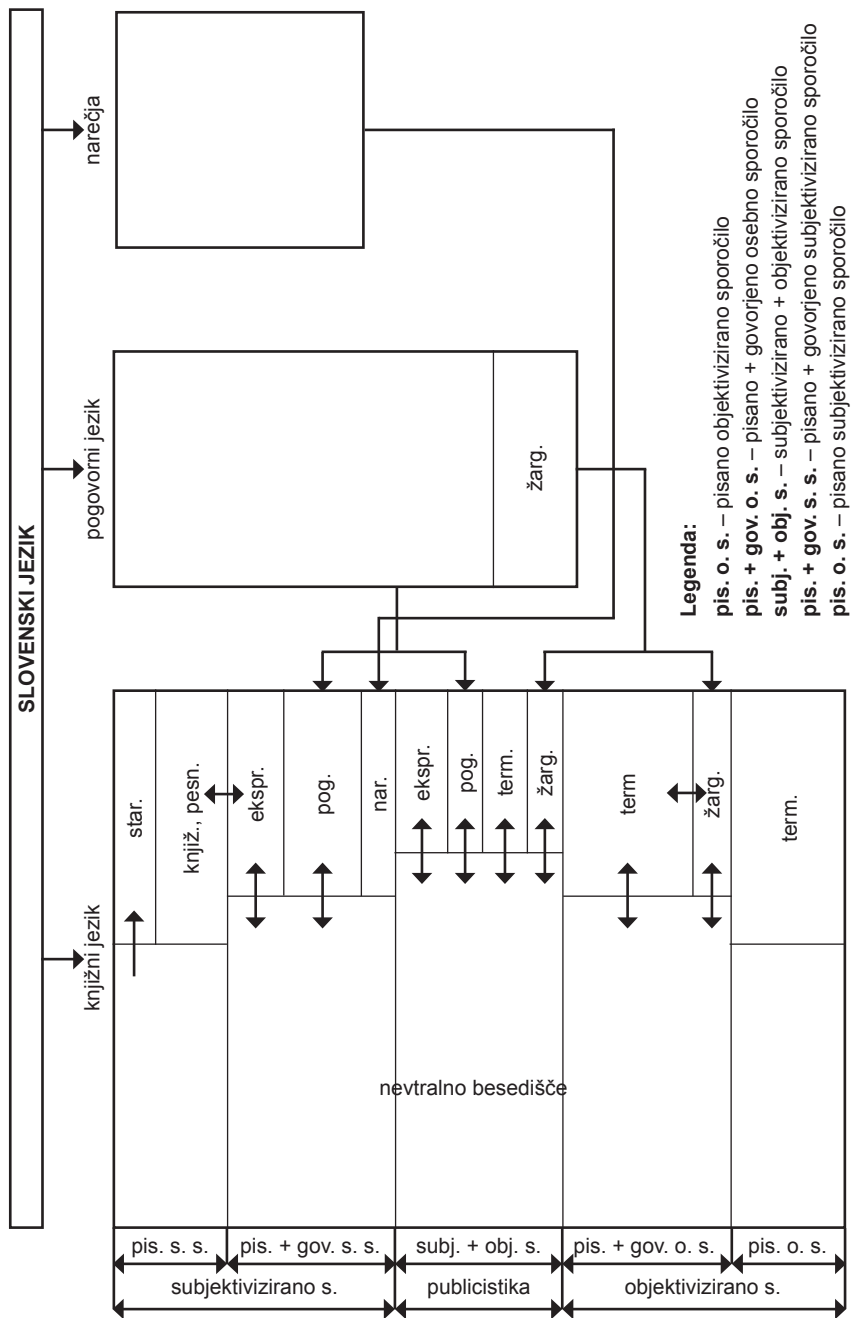 SLOVENSKI JEZIK
knjižni jezik
pogovorni jezik
narečja
star.
knjiž., pesn.
ekspr.
pog.
nar.
ekspr.
pog.
term.
žarg.
term
žarg.
term.
žarg.
nevtralno besedišče
pis. s. s.
pis. + gov. s. s.
subj. + obj. s.
pis. + gov. o. s.
pis. o. s.
subjektivizirano s.
publicistika
objektivizirano s.
Legenda:
pis. o. s. – pisano objektivizirano sporočilo
pis. + gov. o. s. – pisano + govorjeno osebno sporočilo
subj. + obj. s. – subjektivizirano + objektivizirano sporočilo
pis. + gov. s. s. – pisano + govorjeno subjektivizirano sporočilo
pis. o. s. – pisano subjektivizirano sporočilo